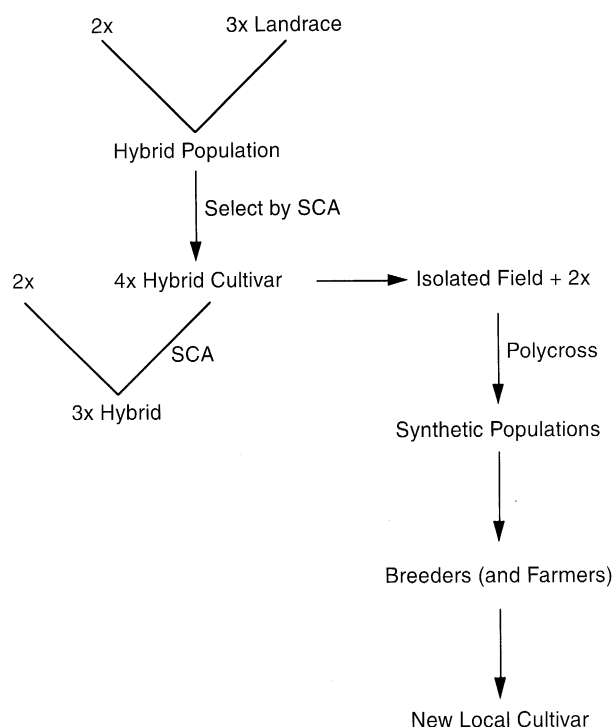 2x 3x Landrace
Hybrid Population
Select by SCA
2x 4x Hybrid Cultivar Isolated Field + 2x
SCA Polycross
3x Hybrid
Synthetic Populations
Breeders (and Farmers)
New Local Cultivar